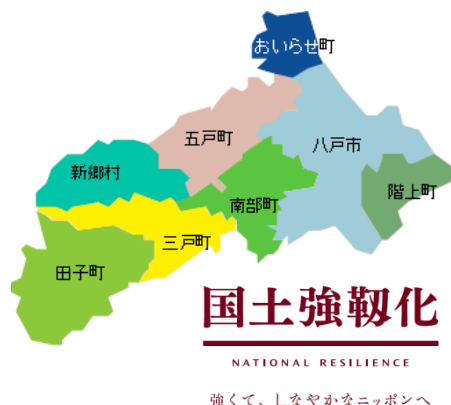 おいらせ町
五戸町
八戸市
新郷村
階上町
南部町
三戸町
田子町
国土強靱化
NATIONAL RESILIENCE
強くて、しなやかなニッポンへ